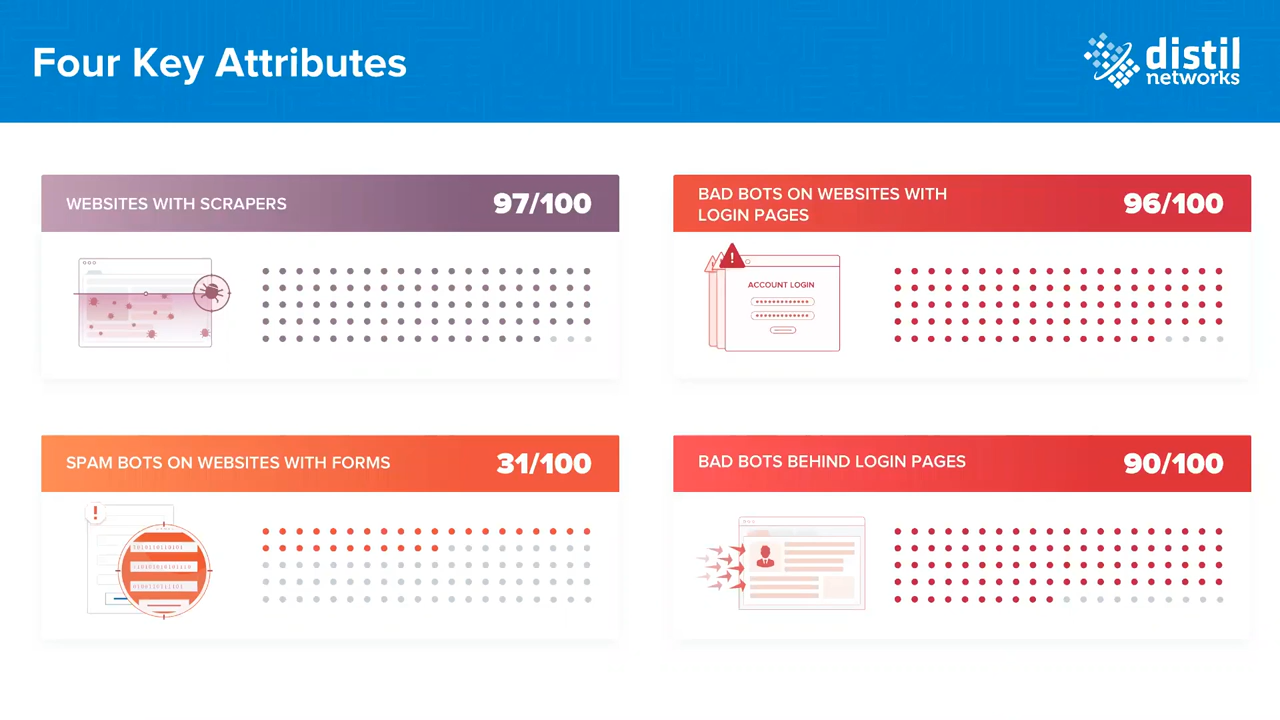 Four Key Attributes
distil
networks
WEBSITES WITH SCRAPERS
97/100
BAD BOTS ON WEBSITES WITH
LOGIN PAGES
96/100
ACCOUNT LOGIN
SPAM BOTS ON WEBSITES WITH FORMS
31/100
BAD BOTS BEHIND LOGIN PAGES
90/100